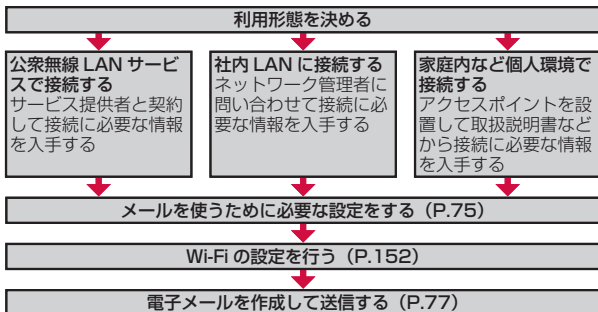 利用形態を決める
公衆無線 LAN サービ
スで接続する
サービス提供者と契約
して接続に必要な情報
を入手する
社内 LAN に接続する
ネットワーク管理者に
問い合わせて接続に必
要な情報を入手する
家庭内など個人環境で
接続する
アクセスポイントを設
置して取扱説明書など
から接続に必要な情報
を入手する
メールを使うために必要な設定をする（P.75）
Wi-Fi の設定を行う（P.152）
電子メールを作成して送信する（P.77）